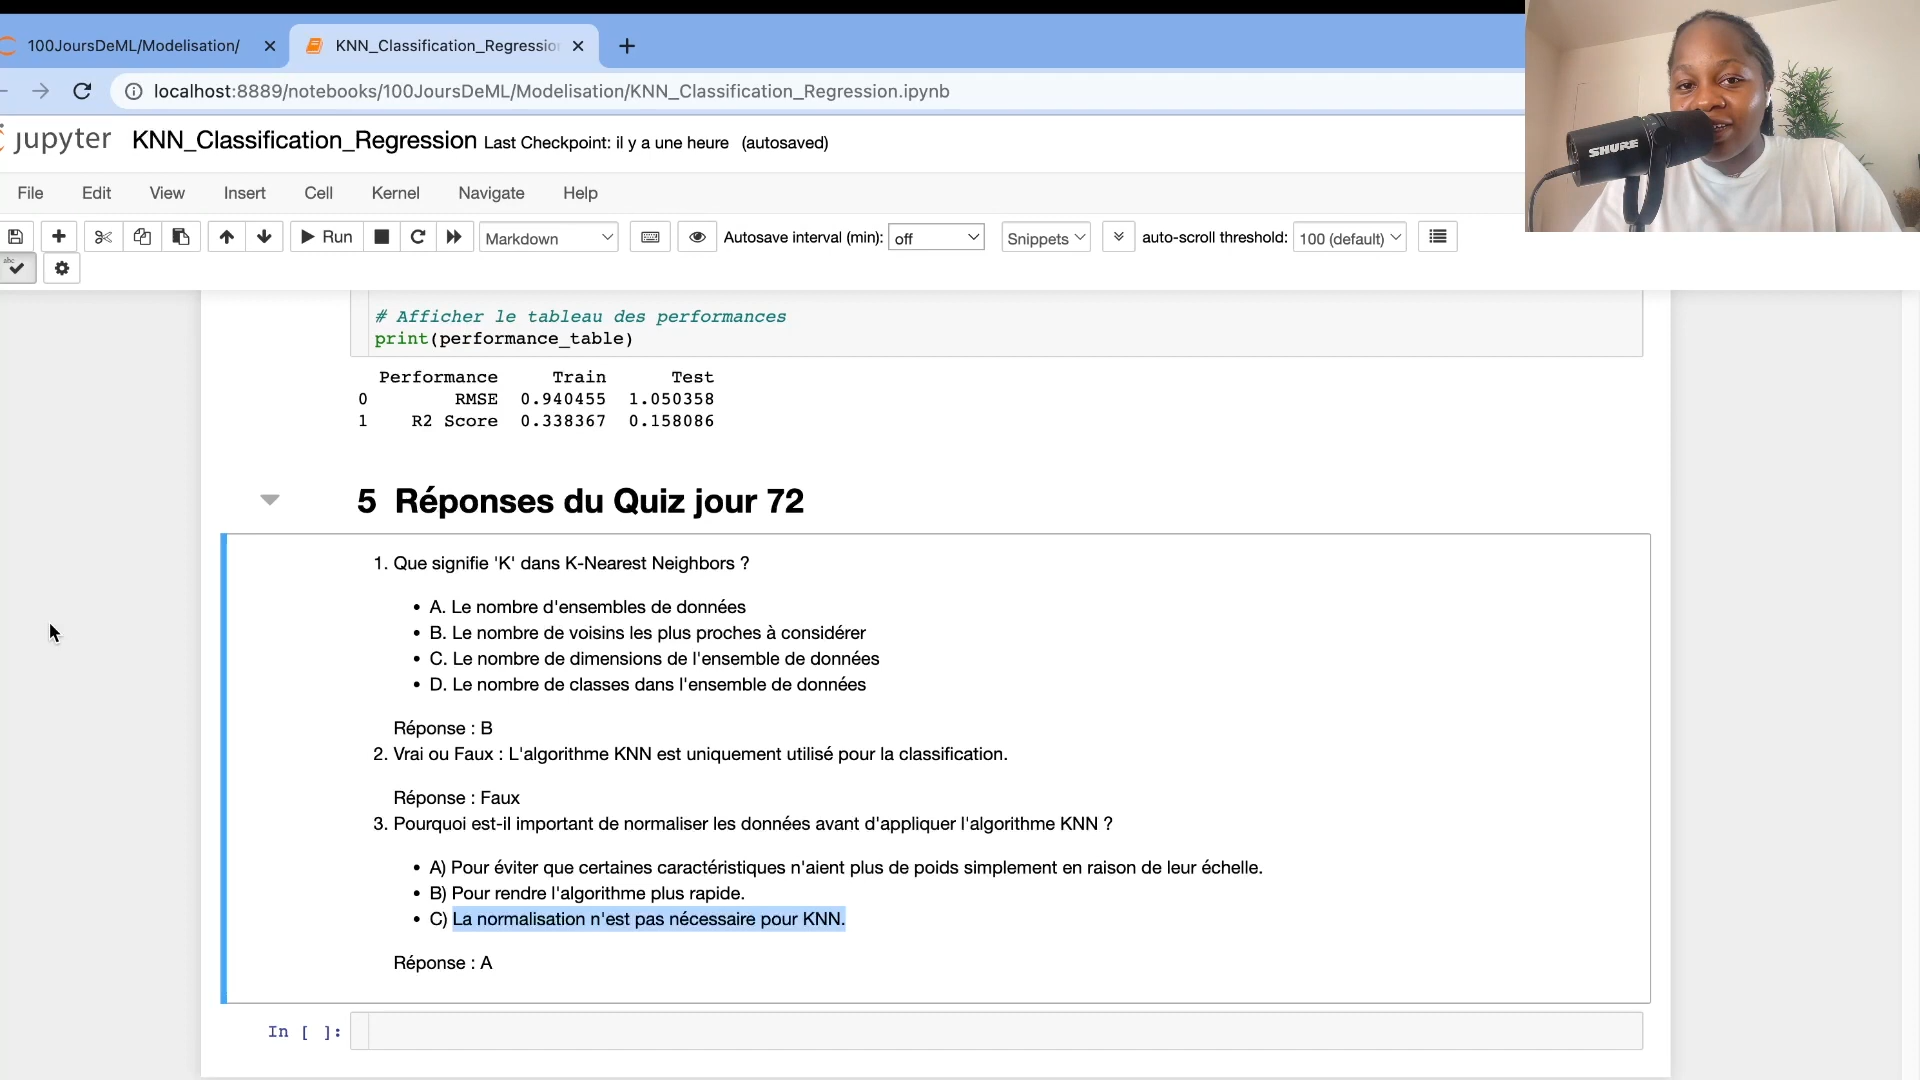 100JoursDeML/Modelisation/
KNN_Classification_Regressio
localhost:8889/notebooks/100JoursDeML/Modelisation/KNN_Classification_Regression.ipynb
jupyter KNN_Classification_Regression Last Checkpoint: il y a une heure (autosaved)
File Edit View Insert Cell Kernel Navigate Help
Run Markdown Autosave interval (min): off Snippets auto-scroll threshold: 100 (default)
abc
SHURE
# Afficher le tableau des performances
print(performance_table)
Performance Train Test
0 RMSE 0.940455 1.050358
1 R2 Score 0.338367 0.158086
5 Réponses du Quiz jour 72
1. Que signifie 'K' dans K-Nearest Neighbors ?
• A. Le nombre d'ensembles de données
• B. Le nombre de voisins les plus proches à considérer
• C. Le nombre de dimensions de l'ensemble de données
• D. Le nombre de classes dans l'ensemble de données
Réponse : B
2. Vrai ou Faux : L'algorithme KNN est uniquement utilisé pour la classification.
Réponse : Faux
3. Pourquoi est-il important de normaliser les données avant d'appliquer l'algorithme KNN ?
• A) Pour éviter que certaines caractéristiques n'aient plus de poids simplement en raison de leur échelle.
• B) Pour rendre l'algorithme plus rapide.
• C) La normalisation n'est pas nécessaire pour KNN.
Réponse : A
In [ ]: